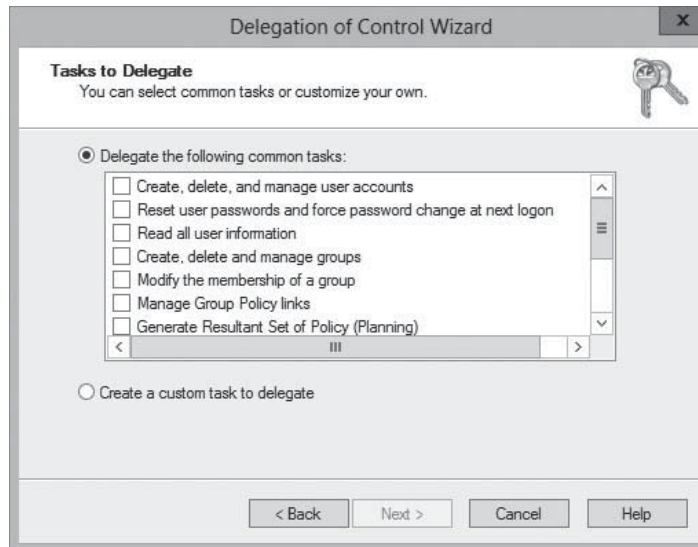 Delegation of Control Wizard
x
Tasks to Delegate
You can select common tasks or customize your own.
Delegate the following common tasks:
Create, delete, and manage user accounts
Reset user passwords and force password change at next logon
Read all user information
Create, delete and manage groups
Modify the membership of a group
Manage Group Policy links
Generate Resultant Set of Policy (Planning)
Create a custom task to delegate
< Back
Next >
Cancel
Help